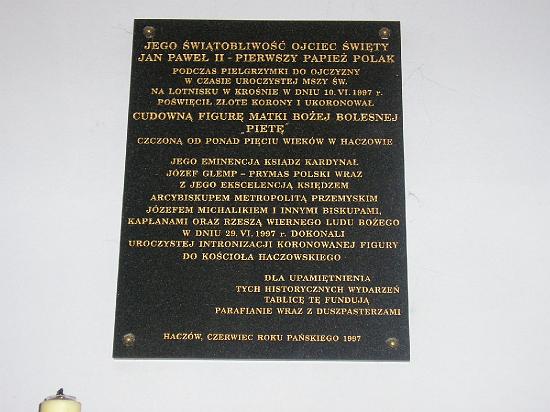 JEGO ŚWIĄTOBLIWOŚĆ OJCIEC ŚWIĘTY
JAN PAWEŁ II - PIERWSZY PAPIEŻ POLAK
PODCZAS PIELGRZYMKI DO OJCZYZNY
W CZASIE UROCZYSTEJ MSZY ŚW.
NA LOTNISKU W KROŚNIE W DNIU 10.VI.1997 r.
POŚWIĘCIŁ ZŁOTE KORONY I UKORONOWAŁ
CUDOWNĄ FIGURĘ MATKI BOŻEJ BOLESNEJ
„PIETĘ”
CZCZONĄ OD PONAD PIĘCIU WIEKÓW W HACZOWIE
JEGO EMINENCJA KSIĄDZ KARDYNAŁ
JÓZEF GLEMP – PRYMAS POLSKI WRAZ
Z JEGO EKSCELENCJĄ KSIĘDZEM
ARCYBISKUPEM METROPOLITĄ PRZEMYSKIM
JÓZEFEM MICHALIKIEM I INNYMI BISKUPAMI,
KAPŁANAMI ORAZ RZESZĄ WIERNEGO LUDU BOŻEGO
W DNIU 29.VI.1997 r. DOKONALI
UROCZYSTEJ INTRONIZACJI KORONOWANEJ FIGURY
DO KOŚCIOŁA HACZOWSKIEGO
DLA UPAMIĘTNIENIA
TYCH HISTORYCZNYCH WYDARZEŃ
TABLICĘ TĘ FUNDUJĄ
PARAFIANIE WRAZ Z DUSZPASTERZAMI
HACZÓW, CZERWIEC ROKU PAŃSKIEGO 1997